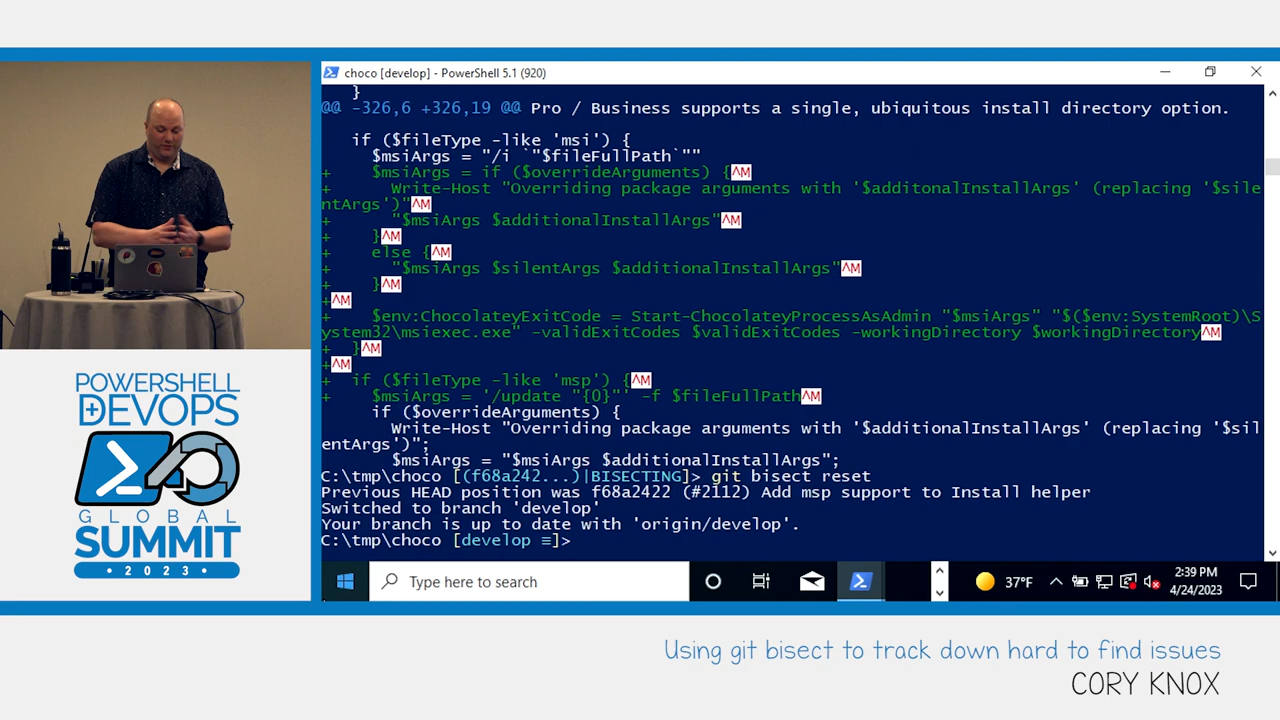 choco [develop] - PowerShell 5.1 (920)
}
@@ -326,6 +326,19 @@ Pro / Business supports a single, ubiquitous install directory option.
if ($fileType -like 'msi') {
$msiArgs = "/i `"$fileFullPath`""
+ $msiArgs = if ($overrideArguments) {^M
+ Write-Host "Overriding package arguments with '$additonalInstallArgs' (replacing '$sile
ntArgs')"^M
+ "$msiArgs $additionalInstallArgs"^M
+ }^M
+ else {^M
+ "$msiArgs $silentArgs $additionalInstallArgs"^M
+ }^M
+^M
+ $env:ChocolateyExitCode = Start-ChocolateyProcessAsAdmin "$msiArgs" "$($env:SystemRoot)\S
ystem32\msiexec.exe" -validExitCodes $validExitCodes -workingDirectory $workingDirectory^M
+ }^M
+^M
+ if ($fileType -like 'msp') {^M
+ $msiArgs = '/update "{0}"' -f $fileFullPath^M
if ($overrideArguments) {
Write-Host "Overriding package arguments with '$additionalInstallArgs' (replacing '$sil
entArgs')";
$msiArgs = "$msiArgs $additionalInstallArgs";
C:\tmp\choco [(f68a242...)|BISECTING]> git bisect reset
Previous HEAD position was f68a2422 (#2112) Add msp support to Install helper
Switched to branch 'develop'
Your branch is up to date with 'origin/develop'.
C:\tmp\choco [develop ≡]>
Type here to search
37°F
2:39 PM
4/24/2023
POWERSHELL
+DEVOPS
GLOBAL
SUMMIT
• 2023 •
Using git bisect to track down hard to find issues
CORY KNOX